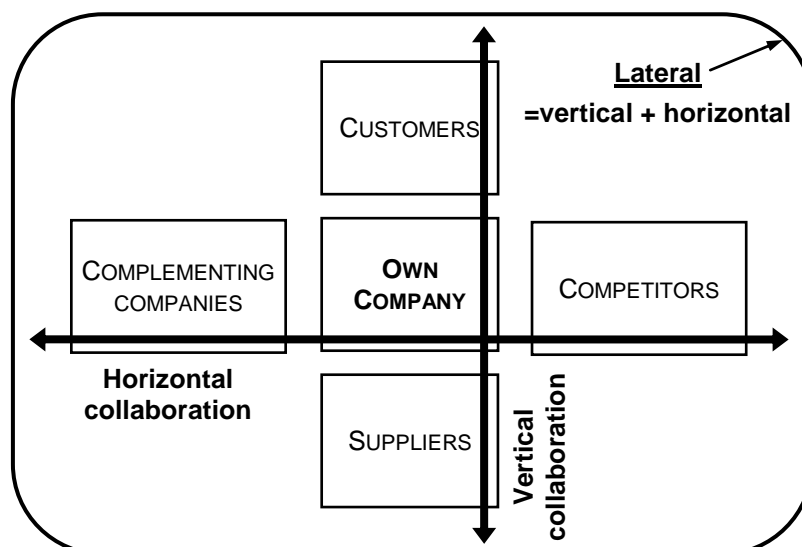 Lateral
=vertical + horizontal
CUSTOMERS
COMPLEMENTING
COMPANIES
OWN
COMPANY
COMPETITORS
Horizontal
collaboration
SUPPLIERS
Vertical
collaboration